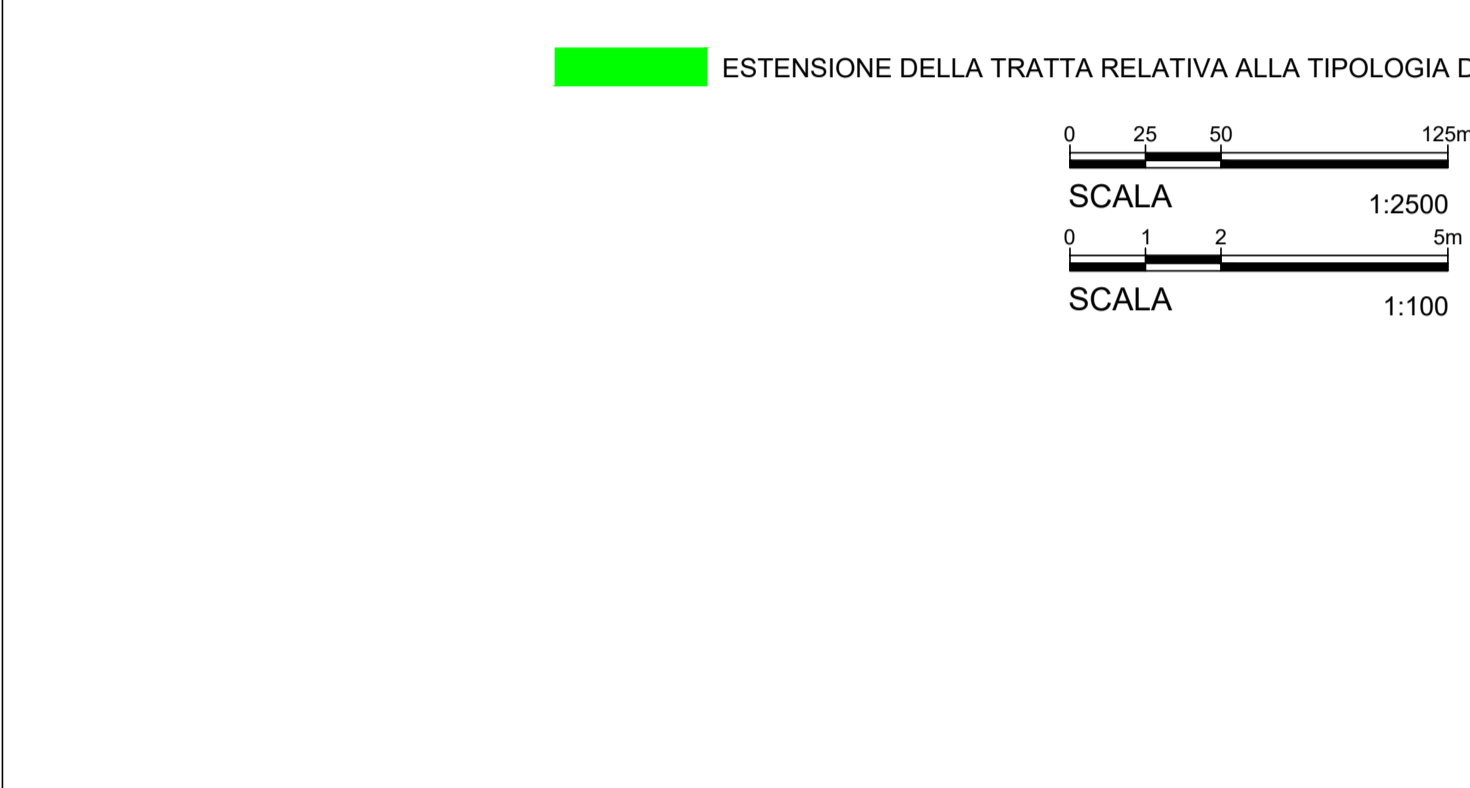 ESTENSIONE DELLA TRATTA RELATIVA ALLA TIPOLOGIA
0 25 50 125m
SCALA 1:2500
0 1 2 5m
SCALA 1:100